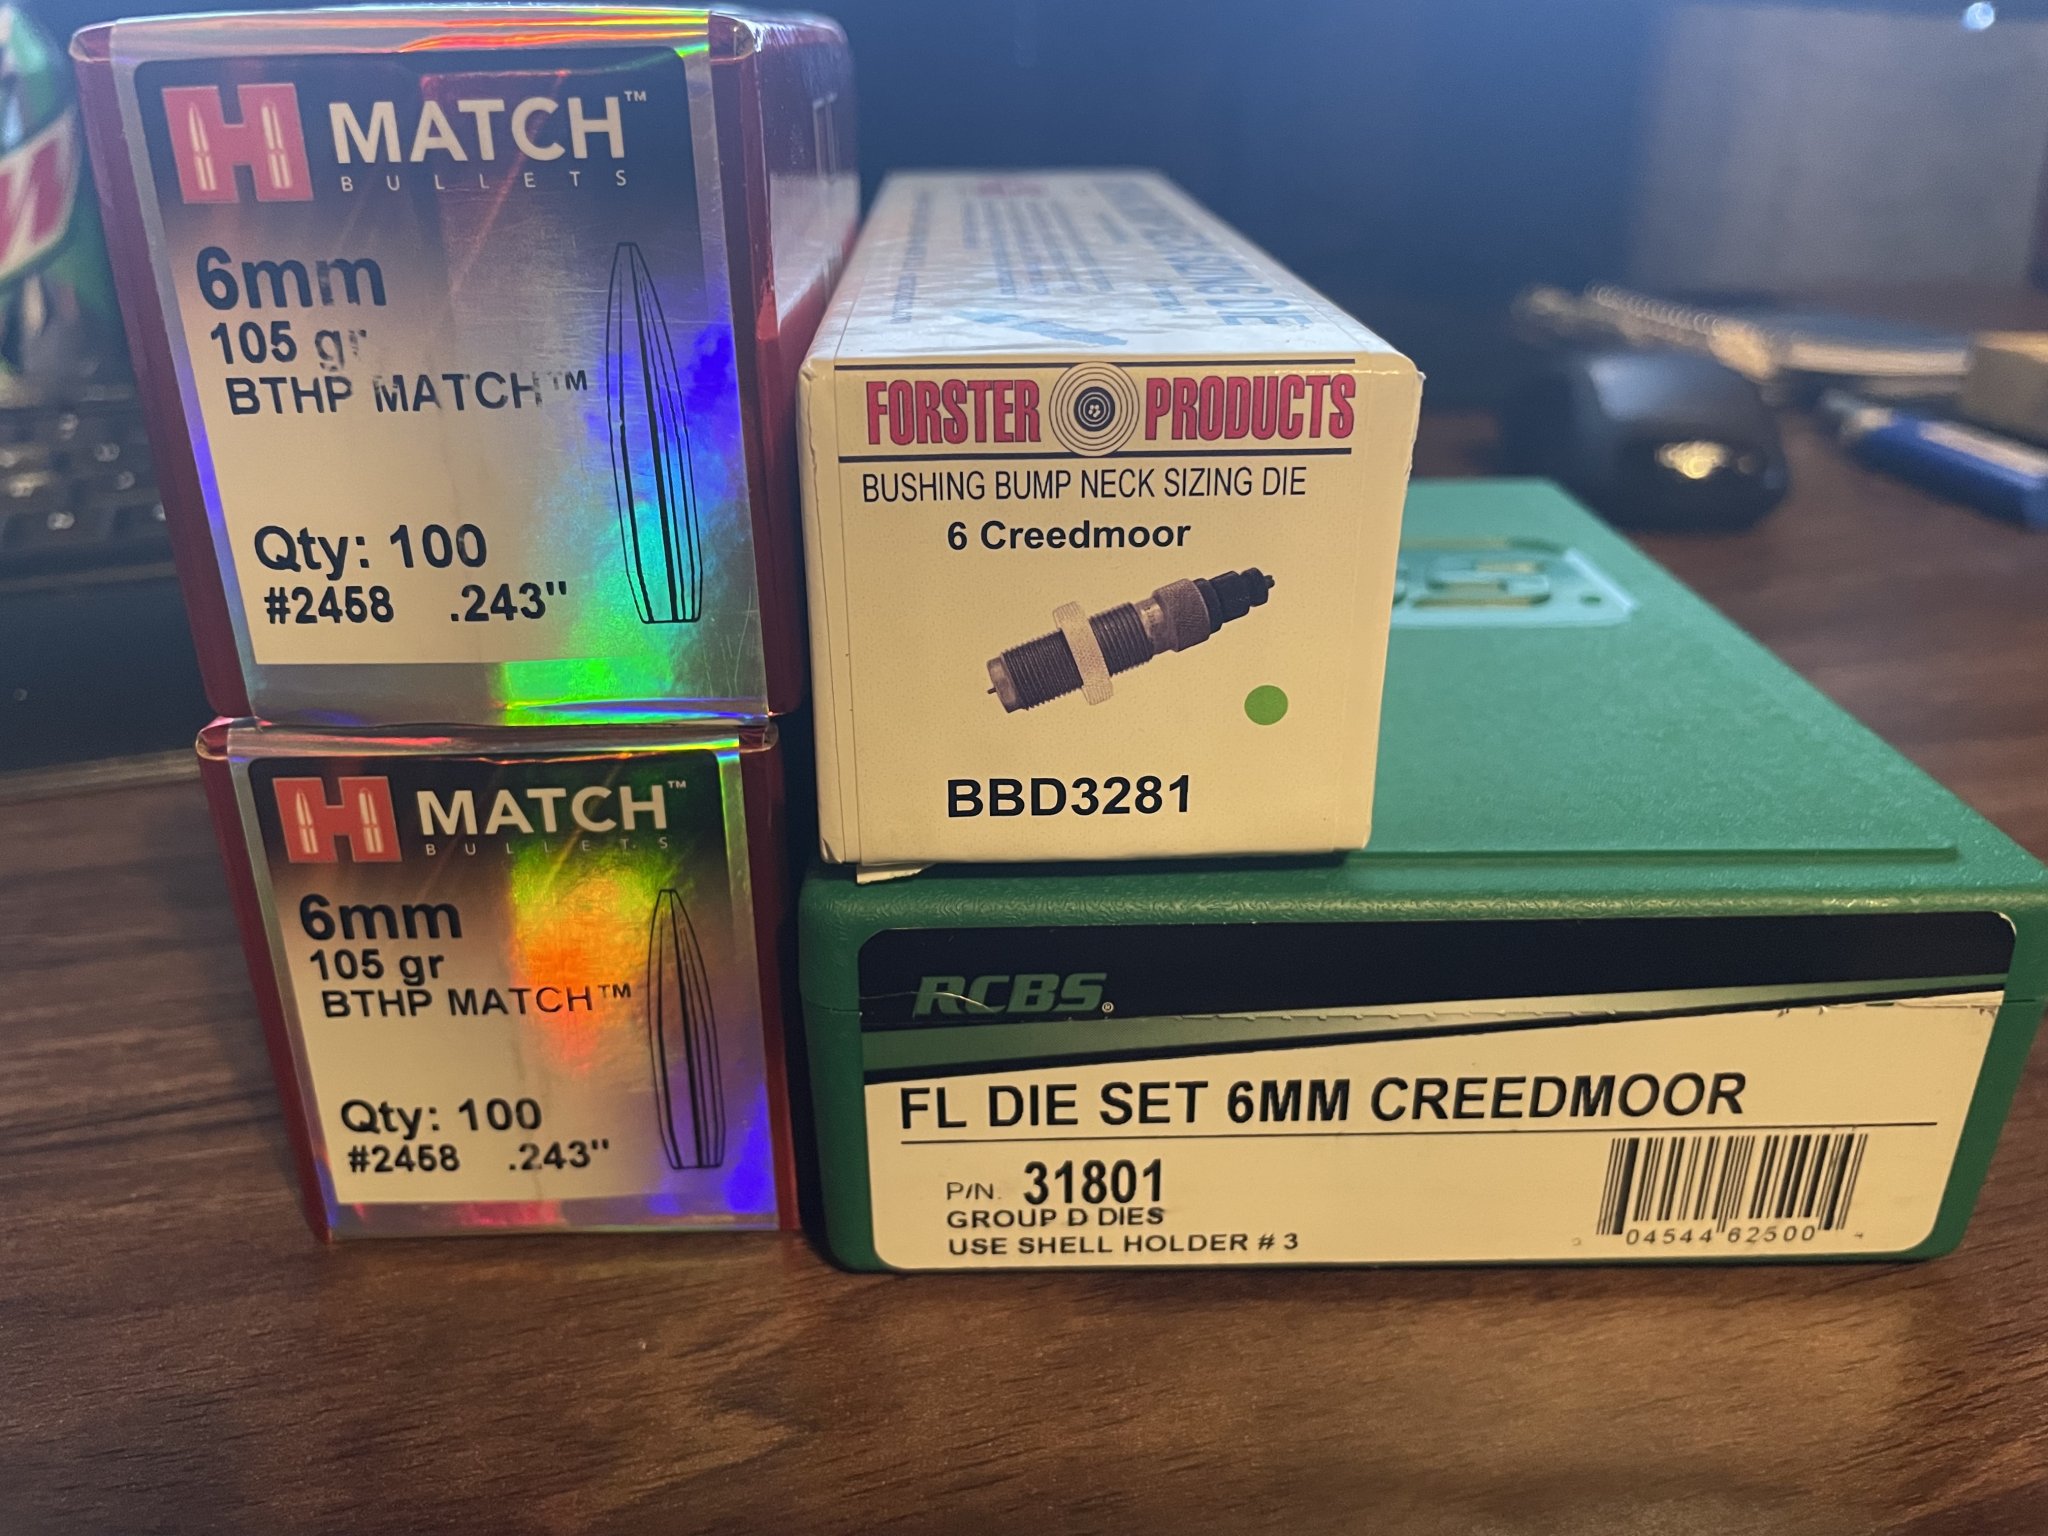 MATCH™
BULLETS
6mm
105 gr
BTHP MATCH™
Qty: 100
#2458 .243"
MATCH™
BULLETS
6mm
105 gr
BTHP MATCH™
Qty: 100
#2458 .243"
FORSTER PRODUCTS
BUSHING BUMP NECK SIZING DIE
6 Creedmoor
BBD3281
RCBS®
FL DIE SET 6MM CREEDMOOR
P/N. 31801
GROUP D DIES
USE SHELL HOLDER # 3
04544 62500